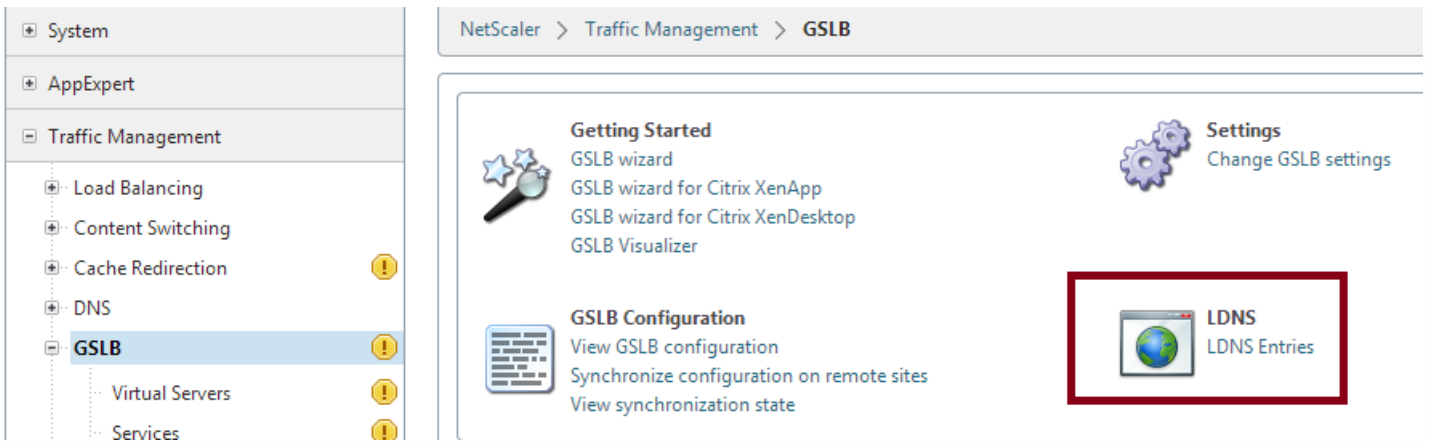 System
AppExpert
Traffic Management
Load Balancing
Content Switching
Cache Redirection
DNS
GSLB
Virtual Servers
Services
NetScaler > Traffic Management > GSLB
Getting Started
GSLB wizard
GSLB wizard for Citrix XenApp
GSLB wizard for Citrix XenDesktop
GSLB Visualizer
Settings
Change GSLB settings
GSLB Configuration
View GSLB configuration
Synchronize configuration on remote sites
View synchronization state
LDNS
LDNS Entries